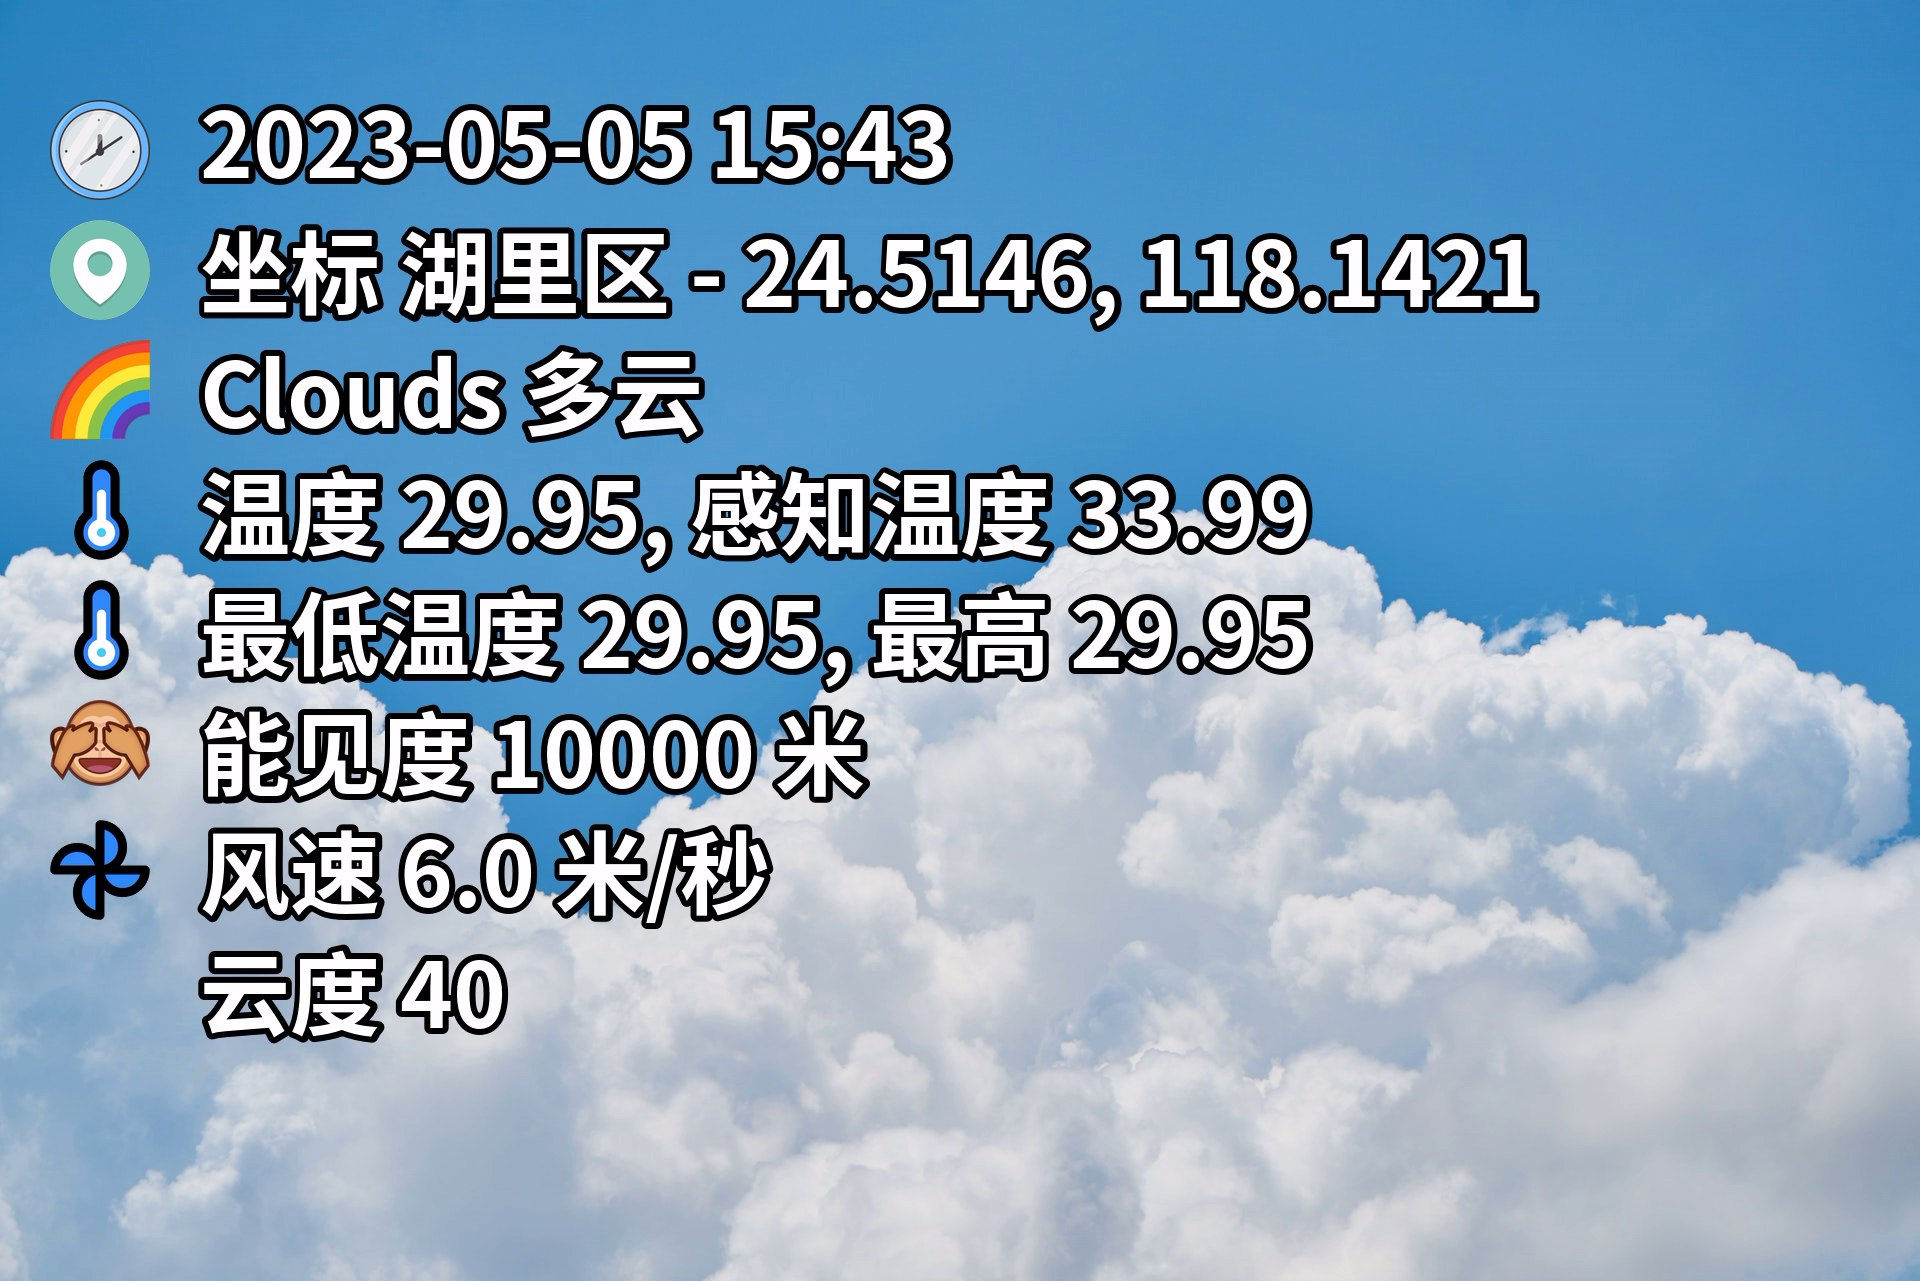 2023-05-05 15:43
坐标 湖里区 - 24.5146, 118.1421
Clouds 多云
温度 29.95, 感知温度 33.99
最低温度 29.95, 最高 29.95
能见度 10000 米
风速 6.0 米/秒
云度 40